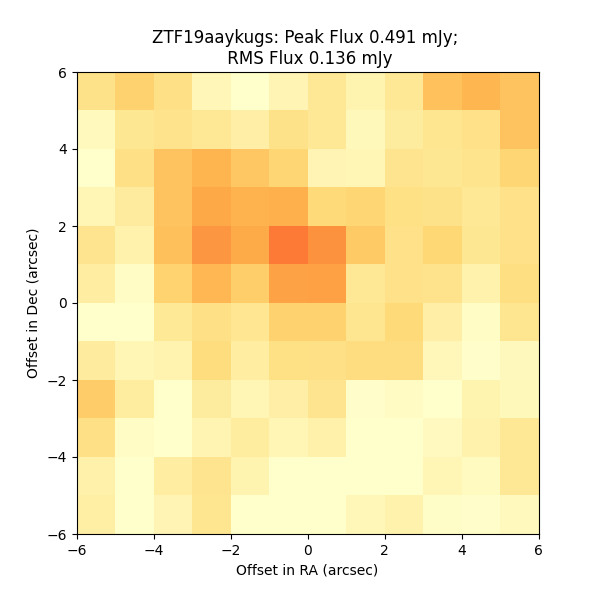 ZTF19aaykugs: Peak Flux 0.491 mJy;
RMS Flux 0.136 mJy
6
4
2
0
−2
−4
−6
Offset in Dec (arcsec)
−6 −4 −2 0 2 4 6
Offset in RA (arcsec)